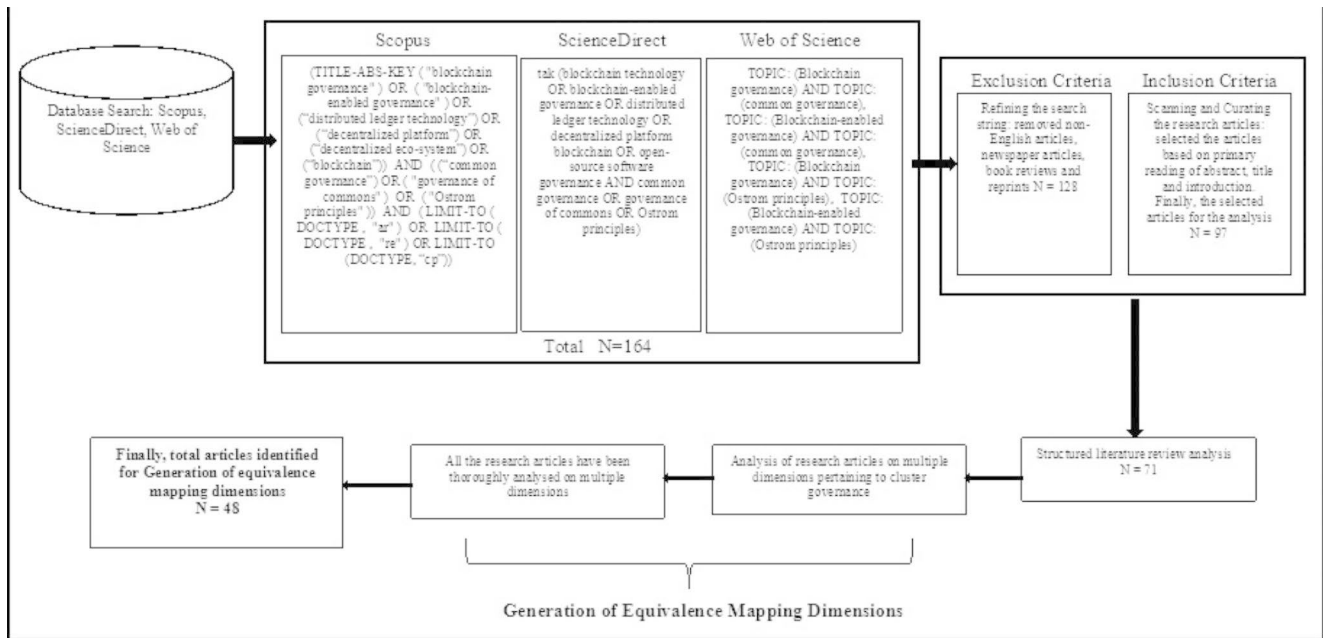 Database Search: Scopus,
ScienceDirect, Web of
Science
Scopus
(TITLE-ABS-KEY ( "blockchain
governance" ) OR ( "blockchain-
enabled governance" ) OR
("distributed ledger technology") OR
("decentralized platform") OR
("decentralized eco-system") OR
("blockchain")) AND (("common
governance") OR ( "governance of
commons" ) OR ( "Ostrom
principles" )) AND (LIMIT-TO (
DOCTYPE , "ar" ) OR LIMIT-TO (
DOCTYPE , "re" ) OR LIMIT-TO
(DOCTYPE, "cp"))
ScienceDirect
tak (blockchain technology
OR blockchain-enabled
governance OR distributed
ledger technology OR
decentralized platform
blockchain OR open-
source software
governance AND common
governance OR governance
of commons OR Ostrom
principles)
Web of Science
TOPIC: (Blockchain
governance) AND TOPIC:
(common governance),
TOPIC: (Blockchain-enabled
governance) AND TOPIC:
(common governance),
TOPIC: (Blockchain
governance) AND TOPIC:
(Ostrom principles), TOPIC:
(Blockchain-enabled
governance) AND TOPIC:
(Ostrom principles)
Total N=164
Exclusion Criteria
Refining the search
string: removed non-
English articles,
newspaper articles,
book reviews and
reprints N = 128
Inclusion Criteria
Scanning and Curating
the research articles:
selected the articles
based on primary
reading of abstract, title
and introduction.
Finally, the selected
articles for the analysis
N = 97
Structured literature review analysis
N = 71
Analysis of research articles on multiple
dimensions pertaining to cluster
governance
All the research articles have been
thoroughly analysed on multiple
dimensions
Finally, total articles identified
for Generation of equivalence
mapping dimensions
N = 48
Generation of Equivalence Mapping Dimensions